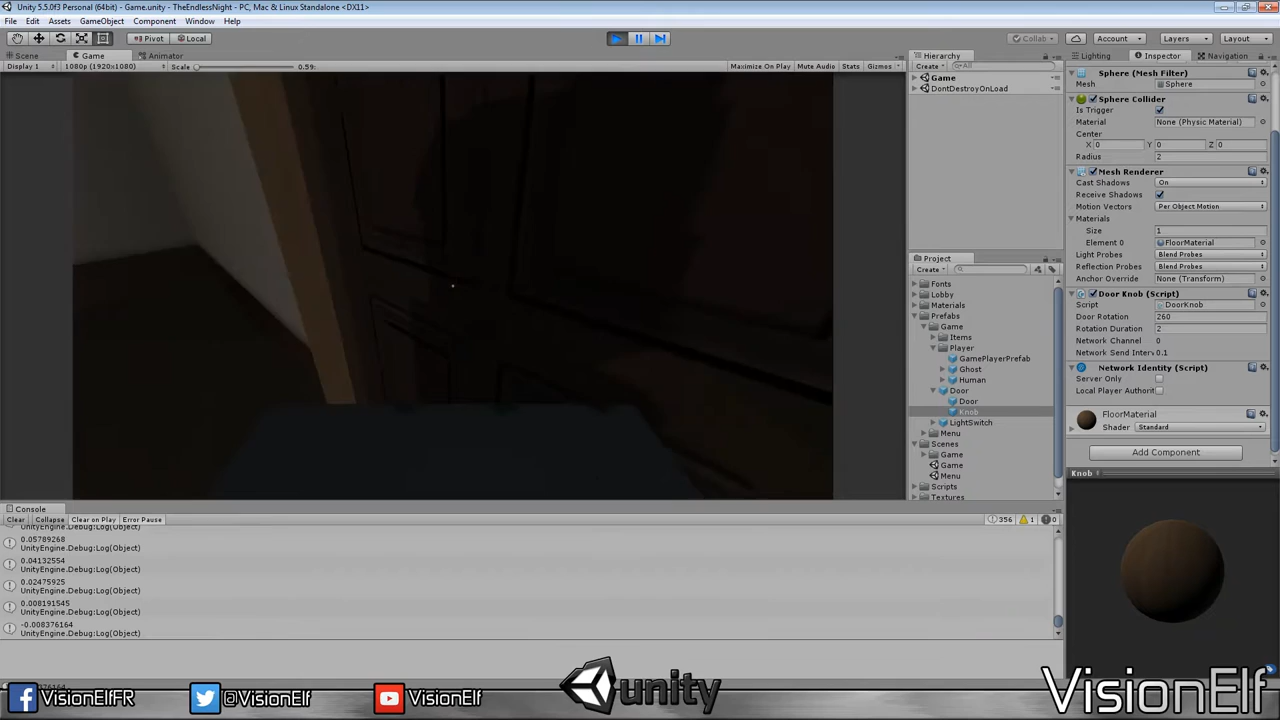 Unity 5.5.0f3 Personal (64bit) - Game.unity - TheEndlessNight - PC, Mac & Linux Standalone <DX11>
File Edit Assets GameObject Component Window Help
Pivot Local Collab Account Layers Layout
Scene Game Animator
Display 1 1080p (1920x1080) Scale 0.59: Maximize On Play Mute Audio Stats Gizmos
Hierarchy
Create All
Game
DontDestroyOnLoad
Project
Create
Fonts
Lobby
Materials
Prefabs
Game
Items
Player
GamePlayerPrefab
Ghost
Human
Door
Door
Knob
LightSwitch
Menu
Scenes
Game
Game
Menu
Scripts
Textures
Lighting Inspector Navigation
Sphere (Mesh Filter)
Mesh Sphere
Sphere Collider
Is Trigger
Material None (Physic Material)
Center
X 0 Y 0 Z 0
Radius 2
Mesh Renderer
Cast Shadows On
Receive Shadows
Motion Vectors Per Object Motion
Materials
Size 1
Element 0 FloorMaterial
Light Probes Blend Probes
Reflection Probes Blend Probes
Anchor Override None (Transform)
Door Knob (Script)
Script DoorKnob
Door Rotation 260
Rotation Duration 2
Network Channel 0
Network Send Interv 0.1
Network Identity (Script)
Server Only
Local Player Authorit
FloorMaterial
Shader Standard
Add Component
Knob
Console
Clear Collapse Clear on Play Error Pause 356 1 0
UnityEngine.Debug:Log(Object)
0.05789268
UnityEngine.Debug:Log(Object)
0.04132554
UnityEngine.Debug:Log(Object)
0.02475925
UnityEngine.Debug:Log(Object)
0.008191545
UnityEngine.Debug:Log(Object)
-0.008376164
UnityEngine.Debug:Log(Object)
VisionElfFR @VisionElf VisionElf unity VisionElf